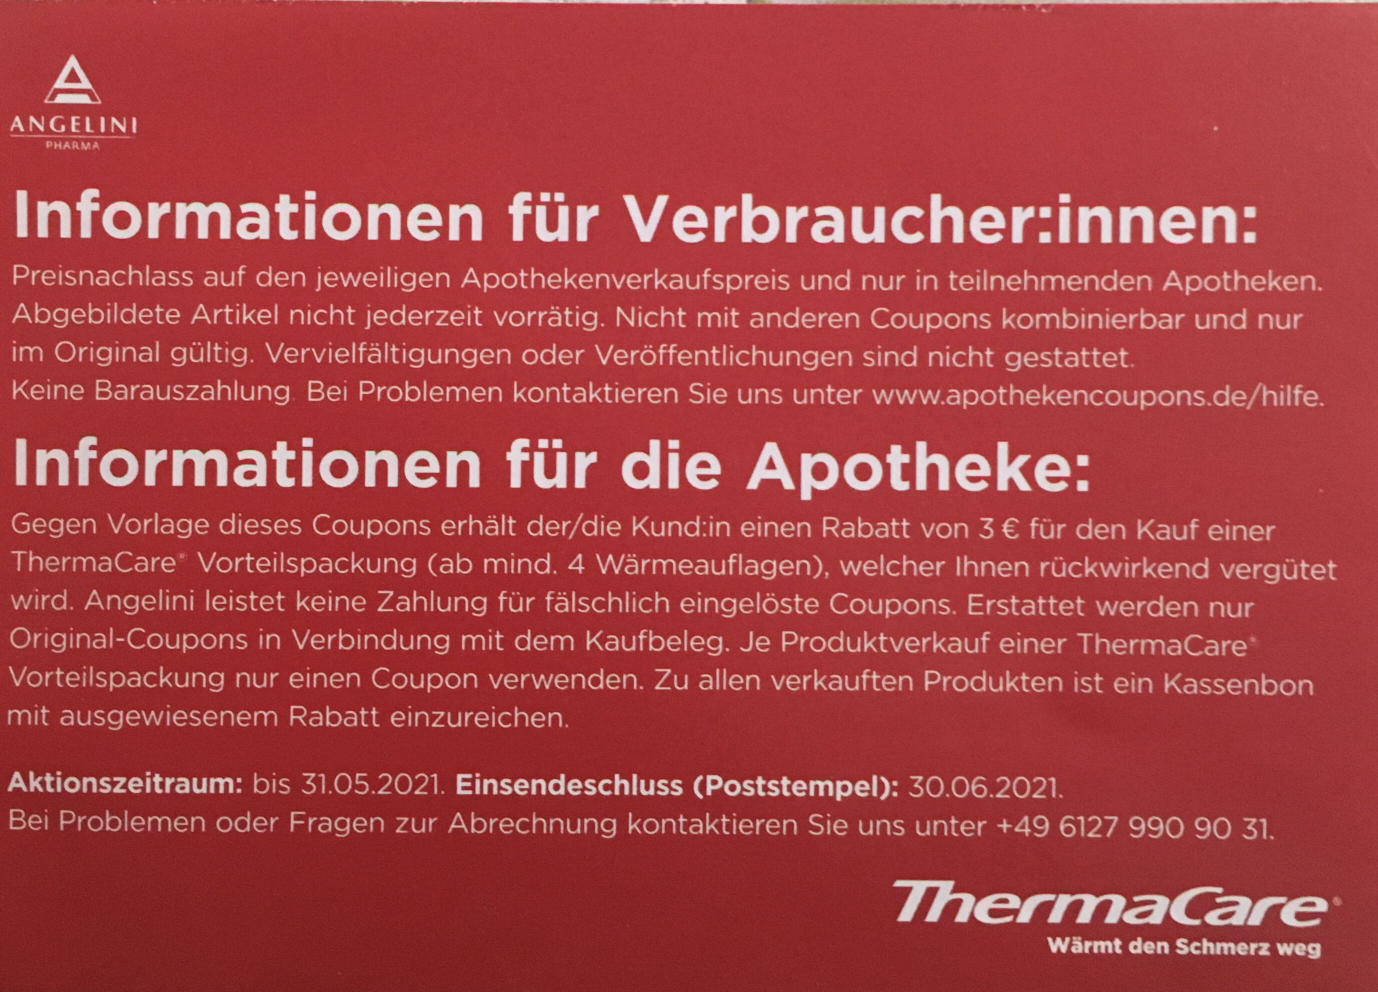 ANGELINI
PHARMA
Informationen für Verbraucher:innen:
Preisnachlass auf den jeweiligen Apothekenverkaufspreis und nur in teilnehmenden Apotheken.
Abgebildete Artikel nicht jederzeit vorrätig. Nicht mit anderen Coupons kombinierbar und nur
im Original gültig. Vervielfältigungen oder Veröffentlichungen sind nicht gestattet.
Keine Barauszahlung. Bei Problemen kontaktieren Sie uns unter www.apothekencoupons.de/hilfe.
Informationen für die Apotheke:
Gegen Vorlage dieses Coupons erhält der/die Kund:in einen Rabatt von 3 € für den Kauf einer
ThermaCare® Vorteilspackung (ab mind. 4 Wärmeauflagen), welcher Ihnen rückwirkend vergütet
wird. Angelini leistet keine Zahlung für fälschlich eingelöste Coupons. Erstattet werden nur
Original-Coupons in Verbindung mit dem Kaufbeleg. Je Produktverkauf einer ThermaCare®
Vorteilspackung nur einen Coupon verwenden. Zu allen verkauften Produkten ist ein Kassenbon
mit ausgewiesenem Rabatt einzureichen.
Aktionszeitraum: bis 31.05.2021. Einsendeschluss (Poststempel): 30.06.2021.
Bei Problemen oder Fragen zur Abrechnung kontaktieren Sie uns unter +49 6127 990 90 31.
ThermaCare®
Wärmt den Schmerz weg